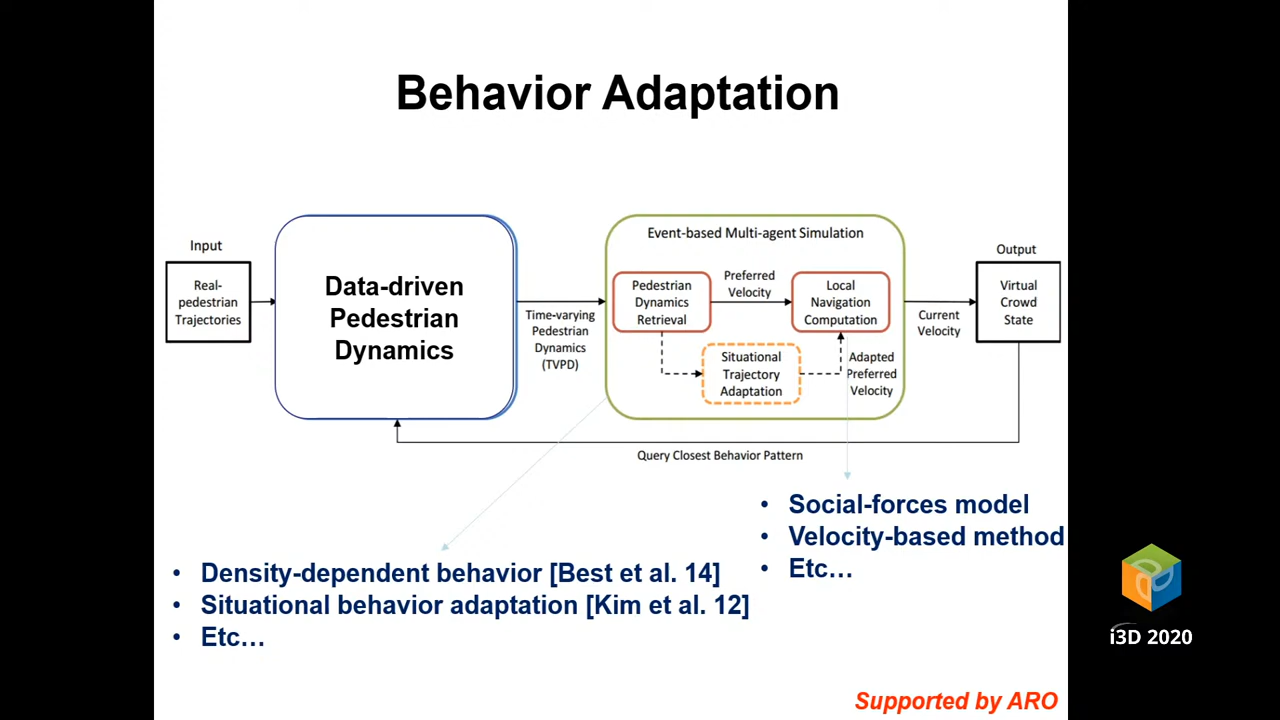 Behavior Adaptation
Input
Real-
pedestrian
Trajectories
Data-driven
Pedestrian
Dynamics
Time-varying
Pedestrian
Dynamics
(TVPD)
Event-based Multi-agent Simulation
Pedestrian
Dynamics
Retrieval
Preferred
Velocity
Local
Navigation
Computation
Situational
Trajectory
Adaptation
Adapted
Preferred
Velocity
Current
Velocity
Output
Virtual
Crowd
State
Query Closest Behavior Pattern
• Social-forces model
• Velocity-based method
• Etc…
• Density-dependent behavior [Best et al. 14]
• Situational behavior adaptation [Kim et al. 12]
• Etc…
i3D 2020
Supported by ARO